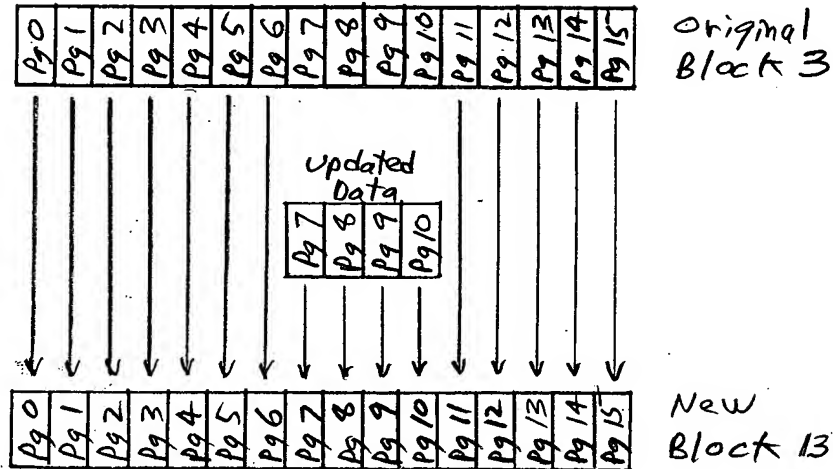 Pg 0 Pg 1 Pg 2 Pg 3 Pg 4 Pg 5 Pg 6 Pg 7 Pg 8 Pg 9 Pg 10 Pg 11 Pg 12 Pg 13 Pg 14 Pg 15
Original
Block 3
Updated
Data
Pg 7 Pg 8 Pg 9 Pg 10
Pg 0 Pg 1 Pg 2 Pg 3 Pg 4 Pg 5 Pg 6 Pg 7 Pg 8 Pg 9 Pg 10 Pg 11 Pg 12 Pg 13 Pg 14 Pg 15
New
Block 13